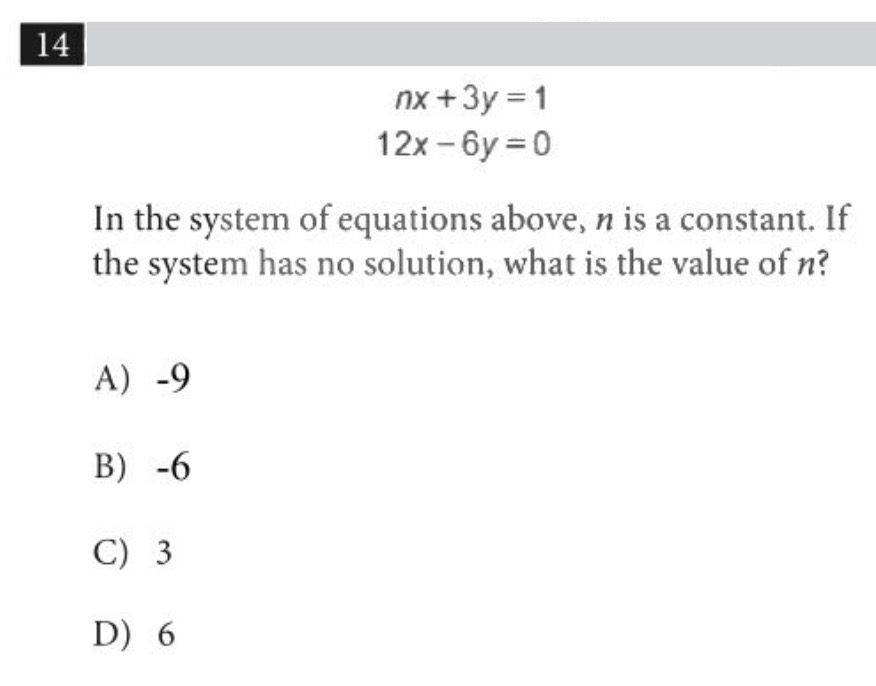 14
nx + 3y = 1
12x – 6y = 0
In the system of equations above, n is a constant. If
the system has no solution, what is the value of n?
A) -9
B) -6
C) 3
D) 6